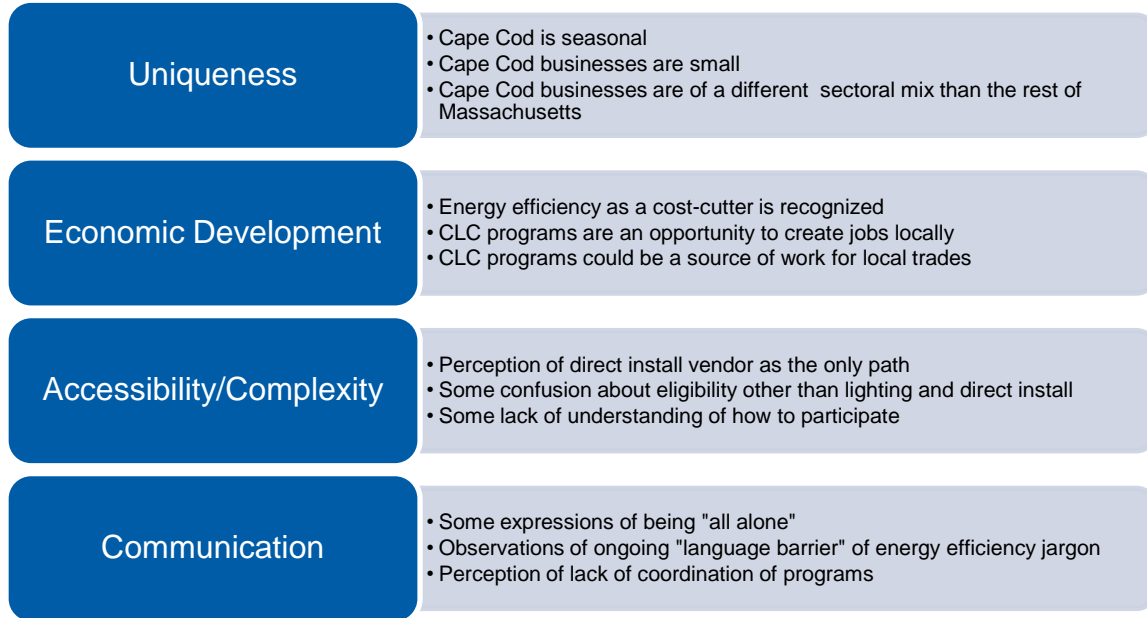 Uniqueness
• Cape Cod is seasonal
• Cape Cod businesses are small
• Cape Cod businesses are of a different  sectoral mix than the rest of
Massachusetts
Economic Development
• Energy efficiency as a cost-cutter is recognized
• CLC programs are an opportunity to create jobs locally
• CLC programs could be a source of work for local trades
Accessibility/Complexity
• Perception of direct install vendor as the only path
• Some confusion about eligibility other than lighting and direct install
• Some lack of understanding of how to participate
Communication
• Some expressions of being "all alone"
• Observations of ongoing "language barrier" of energy efficiency jargon
• Perception of lack of coordination of programs